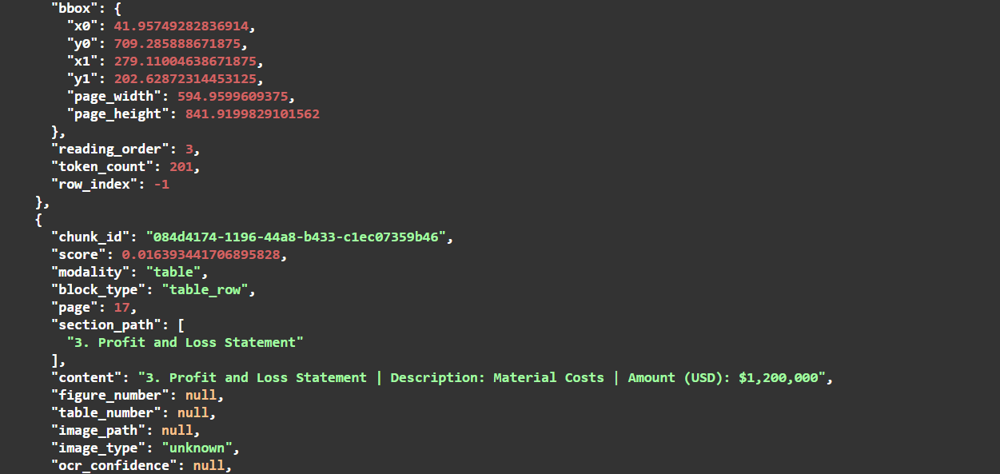 "bbox": {
"x0": 41.95749282836914,
"y0": 709.285888671875,
"x1": 279.11004638671875,
"y1": 202.62872314453125,
"page_width": 594.9599609375,
"page_height": 841.9199829101562
},
"reading_order": 3,
"token_count": 201,
"row_index": -1
},
{
"chunk_id": "084d4174-1196-44a8-b433-c1ec07359b46",
"score": 0.016393441706895828,
"modality": "table",
"block_type": "table_row",
"page": 17,
"section_path": [
"3. Profit and Loss Statement"
],
"content": "3. Profit and Loss Statement | Description: Material Costs | Amount (USD): $1,200,000",
"figure_number": null,
"table_number": null,
"image_path": null,
"image_type": "unknown",
"ocr_confidence": null,